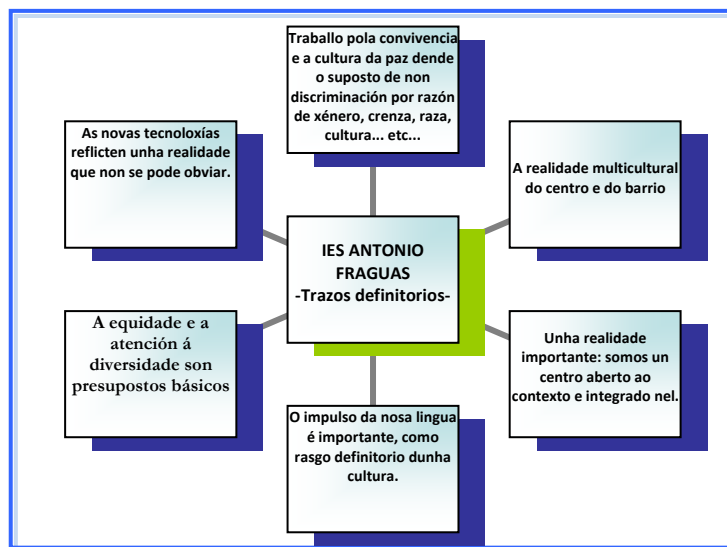 Traballo pola convivencia
e a cultura da paz dende
o suposto de non
discriminación por razón
de xénero, crenza, raza,
cultura... etc...
As novas tecnoloxías
reflicten unha realidade
que non se pode obviar.
A realidade multicultural
do centro e do barrio
IES ANTONIO
FRAGUAS
-Trazos definitorios-
A equidade e a
atención á
diversidade son
presupostos básicos
Unha realidade
importante: somos un
centro aberto ao
contexto e integrado nel.
O impulso da nosa lingua
é importante, como
rasgo definitorio dunha
cultura.